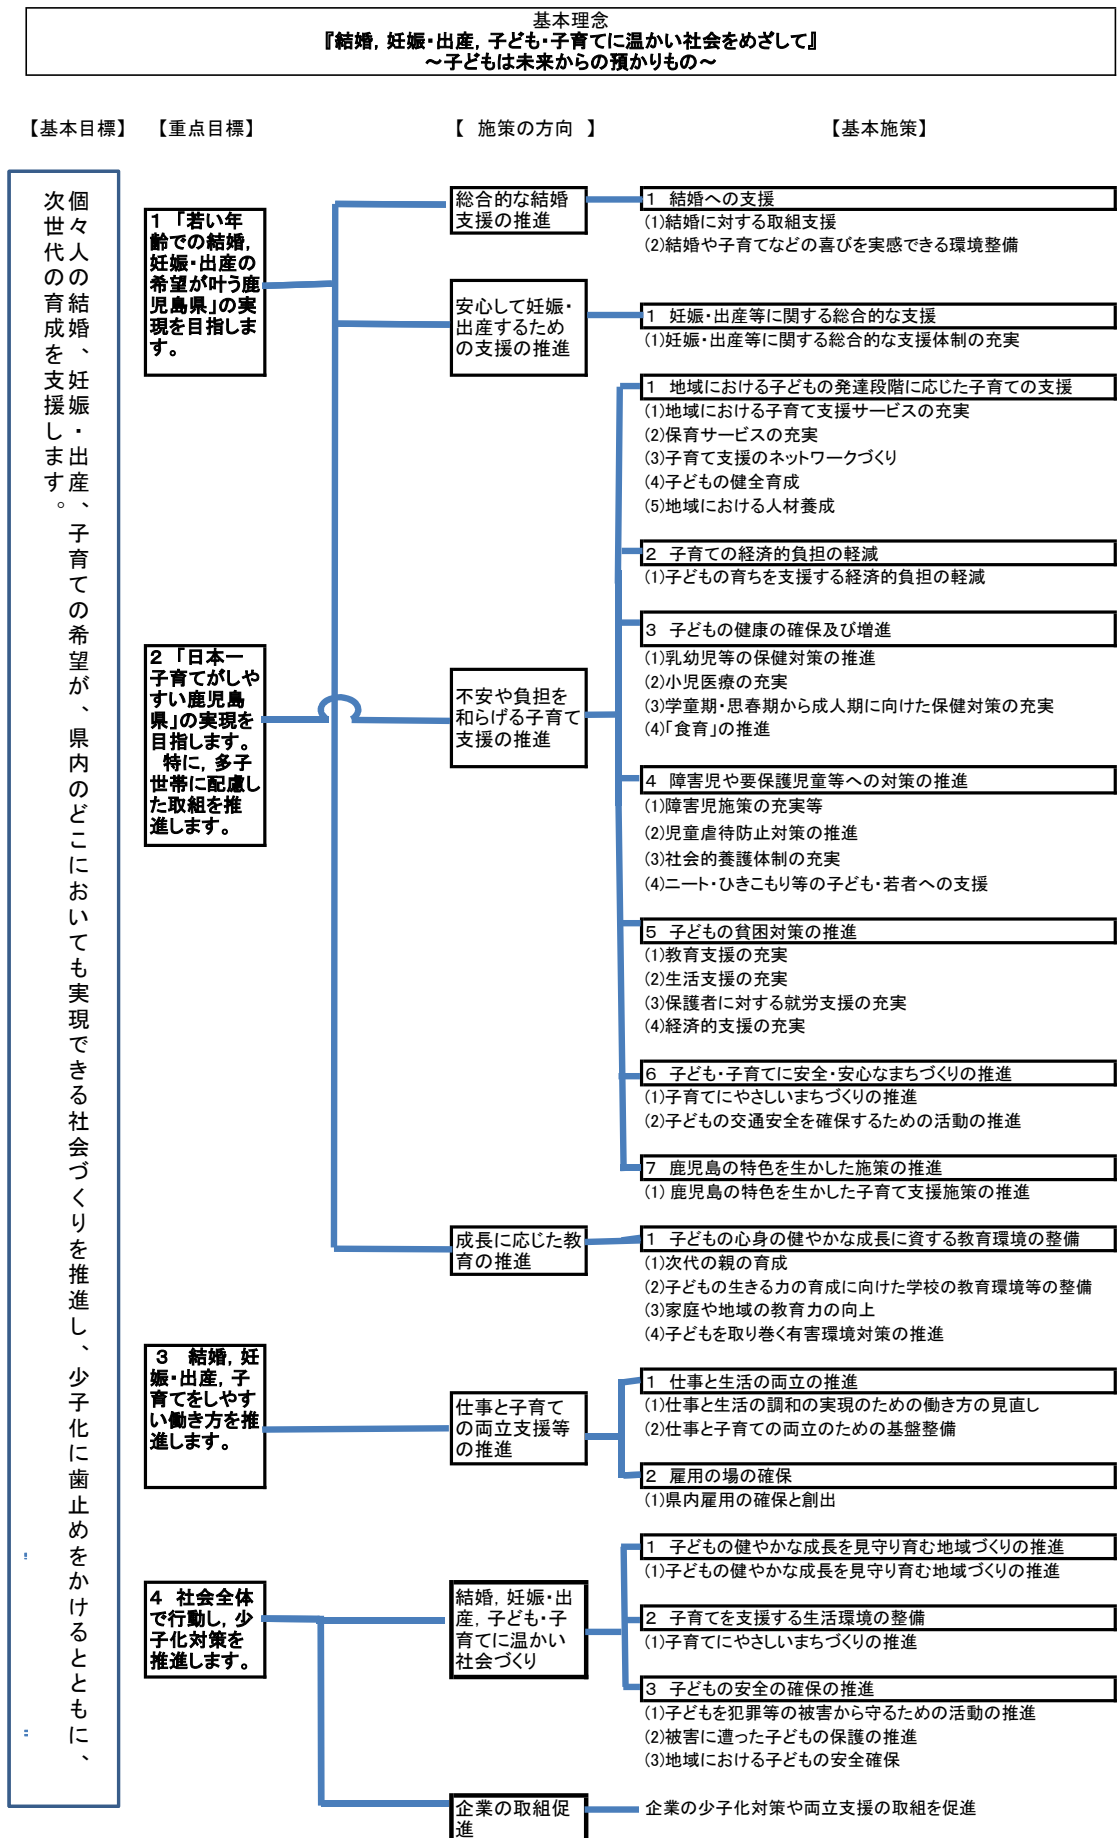 基本理念
『結婚，妊娠・出産，子ども・子育てに温かい社会をめざして』
～子どもは未来からの預かりもの～
【基本目標】
【重点目標】
【 施策の方向 】
【基本施策】
個々人の結婚、妊娠・出産、子育ての希望が、県内のどこにおいても実現できる社会づくりを推進し、少子化に歯止めをかけるとともに、
次世代の育成を支援します。
1 「若い年
齢での結婚，
妊娠・出産の
希望が叶う鹿
児島県」の実
現を目指しま
す。
総合的な結婚
支援の推進
1 結婚への支援
(1)結婚に対する取組支援
(2)結婚や子育てなどの喜びを実感できる環境整備
安心して妊娠・
出産するため
の支援の推進
1 妊娠・出産等に関する総合的な支援
(1)妊娠・出産等に関する総合的な支援体制の充実
2 「日本一
子育てがしや
すい鹿児島
県」の実現を
目指します。
特に，多子
世帯に配慮し
た取組を推
進します。
不安や負担を
和らげる子育て
支援の推進
1 地域における子どもの発達段階に応じた子育ての支援
(1)地域における子育て支援サービスの充実
(2)保育サービスの充実
(3)子育て支援のネットワークづくり
(4)子どもの健全育成
(5)地域における人材養成
2 子育ての経済的負担の軽減
(1)子どもの育ちを支援する経済的負担の軽減
3 子どもの健康の確保及び増進
(1)乳幼児等の保健対策の推進
(2)小児医療の充実
(3)学童期・思春期から成人期に向けた保健対策の充実
(4)「食育」の推進
4 障害児や要保護児童等への対策の推進
(1)障害児施策の充実等
(2)児童虐待防止対策の推進
(3)社会的養護体制の充実
(4)ニート・ひきこもり等の子ども・若者への支援
5 子どもの貧困対策の推進
(1)教育支援の充実
(2)生活支援の充実
(3)保護者に対する就労支援の充実
(4)経済的支援の充実
6 子ども・子育てに安全・安心なまちづくりの推進
(1)子育てにやさしいまちづくりの推進
(2)子どもの交通安全を確保するための活動の推進
7 鹿児島の特色を生かした施策の推進
(1) 鹿児島の特色を生かした子育て支援施策の推進
成長に応じた教
育の推進
1 子どもの心身の健やかな成長に資する教育環境の整備
(1)次代の親の育成
(2)子どもの生きる力の育成に向けた学校の教育環境等の整備
(3)家庭や地域の教育力の向上
(4)子どもを取り巻く有害環境対策の推進
3 結婚，妊
娠・出産，子
育てをしやす
い働き方を推
進します。
仕事と子育て
の両立支援等
の推進
1 仕事と生活の両立の推進
(1)仕事と生活の調和の実現のための働き方の見直し
(2)仕事と子育ての両立のための基盤整備
2 雇用の場の確保
(1)県内雇用の確保と創出
4 社会全体
で行動し，少
子化対策を
推進します。
結婚，妊娠・出
産，子ども・子
育てに温かい
社会づくり
1 子どもの健やかな成長を見守り育む地域づくりの推進
(1)子どもの健やかな成長を見守り育む地域づくりの推進
2 子育てを支援する生活環境の整備
(1)子育てにやさしいまちづくりの推進
3 子どもの安全の確保の推進
(1)子どもを犯罪等の被害から守るための活動の推進
(2)被害に遭った子どもの保護の推進
(3)地域における子どもの安全確保
企業の取組促
進
企業の少子化対策や両立支援の取組を促進